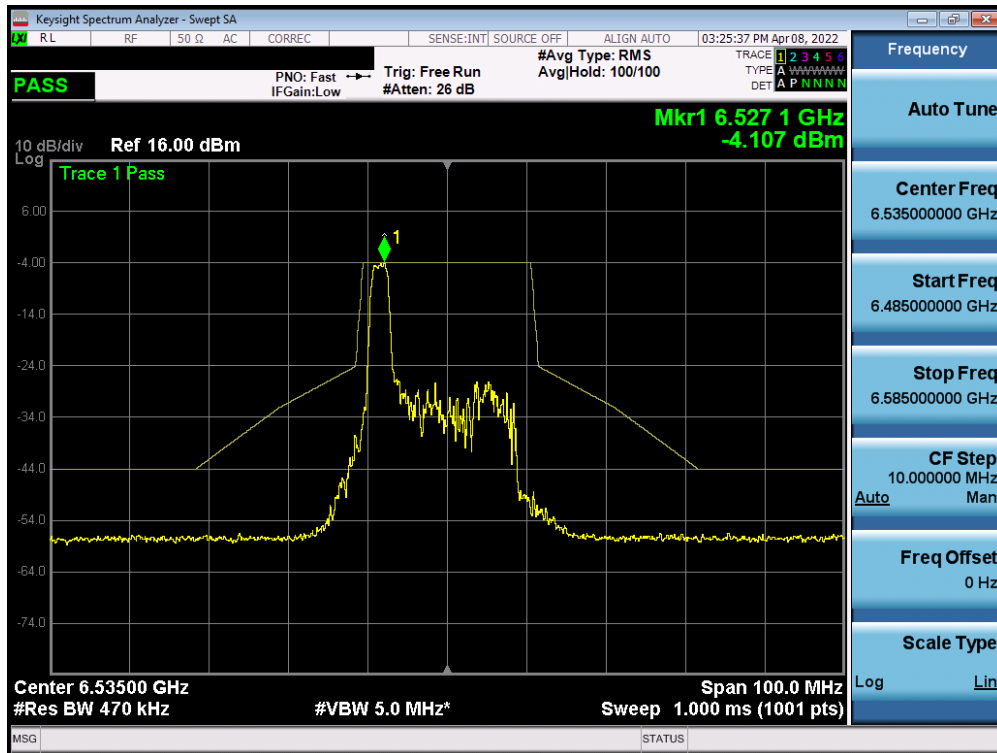 Keysight Spectrum Analyzer - Swept SA
LXI RL RF 50 Ω AC CORREC SENSE:INT SOURCE OFF ALIGN AUTO 03:25:37 PM Apr 08, 2022
PASS
PNO: Fast
IFGain:Low
Trig: Free Run
#Atten: 26 dB
#Avg Type: RMS
Avg|Hold: 100/100
TRACE 1 2 3 4 5 6
TYPE A WWWWW
DET A P N N N N
Mkr1 6.527 1 GHz
-4.107 dBm
10 dB/div Ref 16.00 dBm
Log
Trace 1 Pass
1
6.00
-4.00
-14.0
-24.0
-34.0
-44.0
-54.0
-64.0
-74.0
Center 6.53500 GHz Span 100.0 MHz
#Res BW 470 kHz #VBW 5.0 MHz* Sweep 1.000 ms (1001 pts)
MSG STATUS
Frequency
Auto Tune
Center Freq
6.535000000 GHz
Start Freq
6.485000000 GHz
Stop Freq
6.585000000 GHz
CF Step
10.000000 MHz
Auto Man
Freq Offset
0 Hz
Scale Type
Log Lin